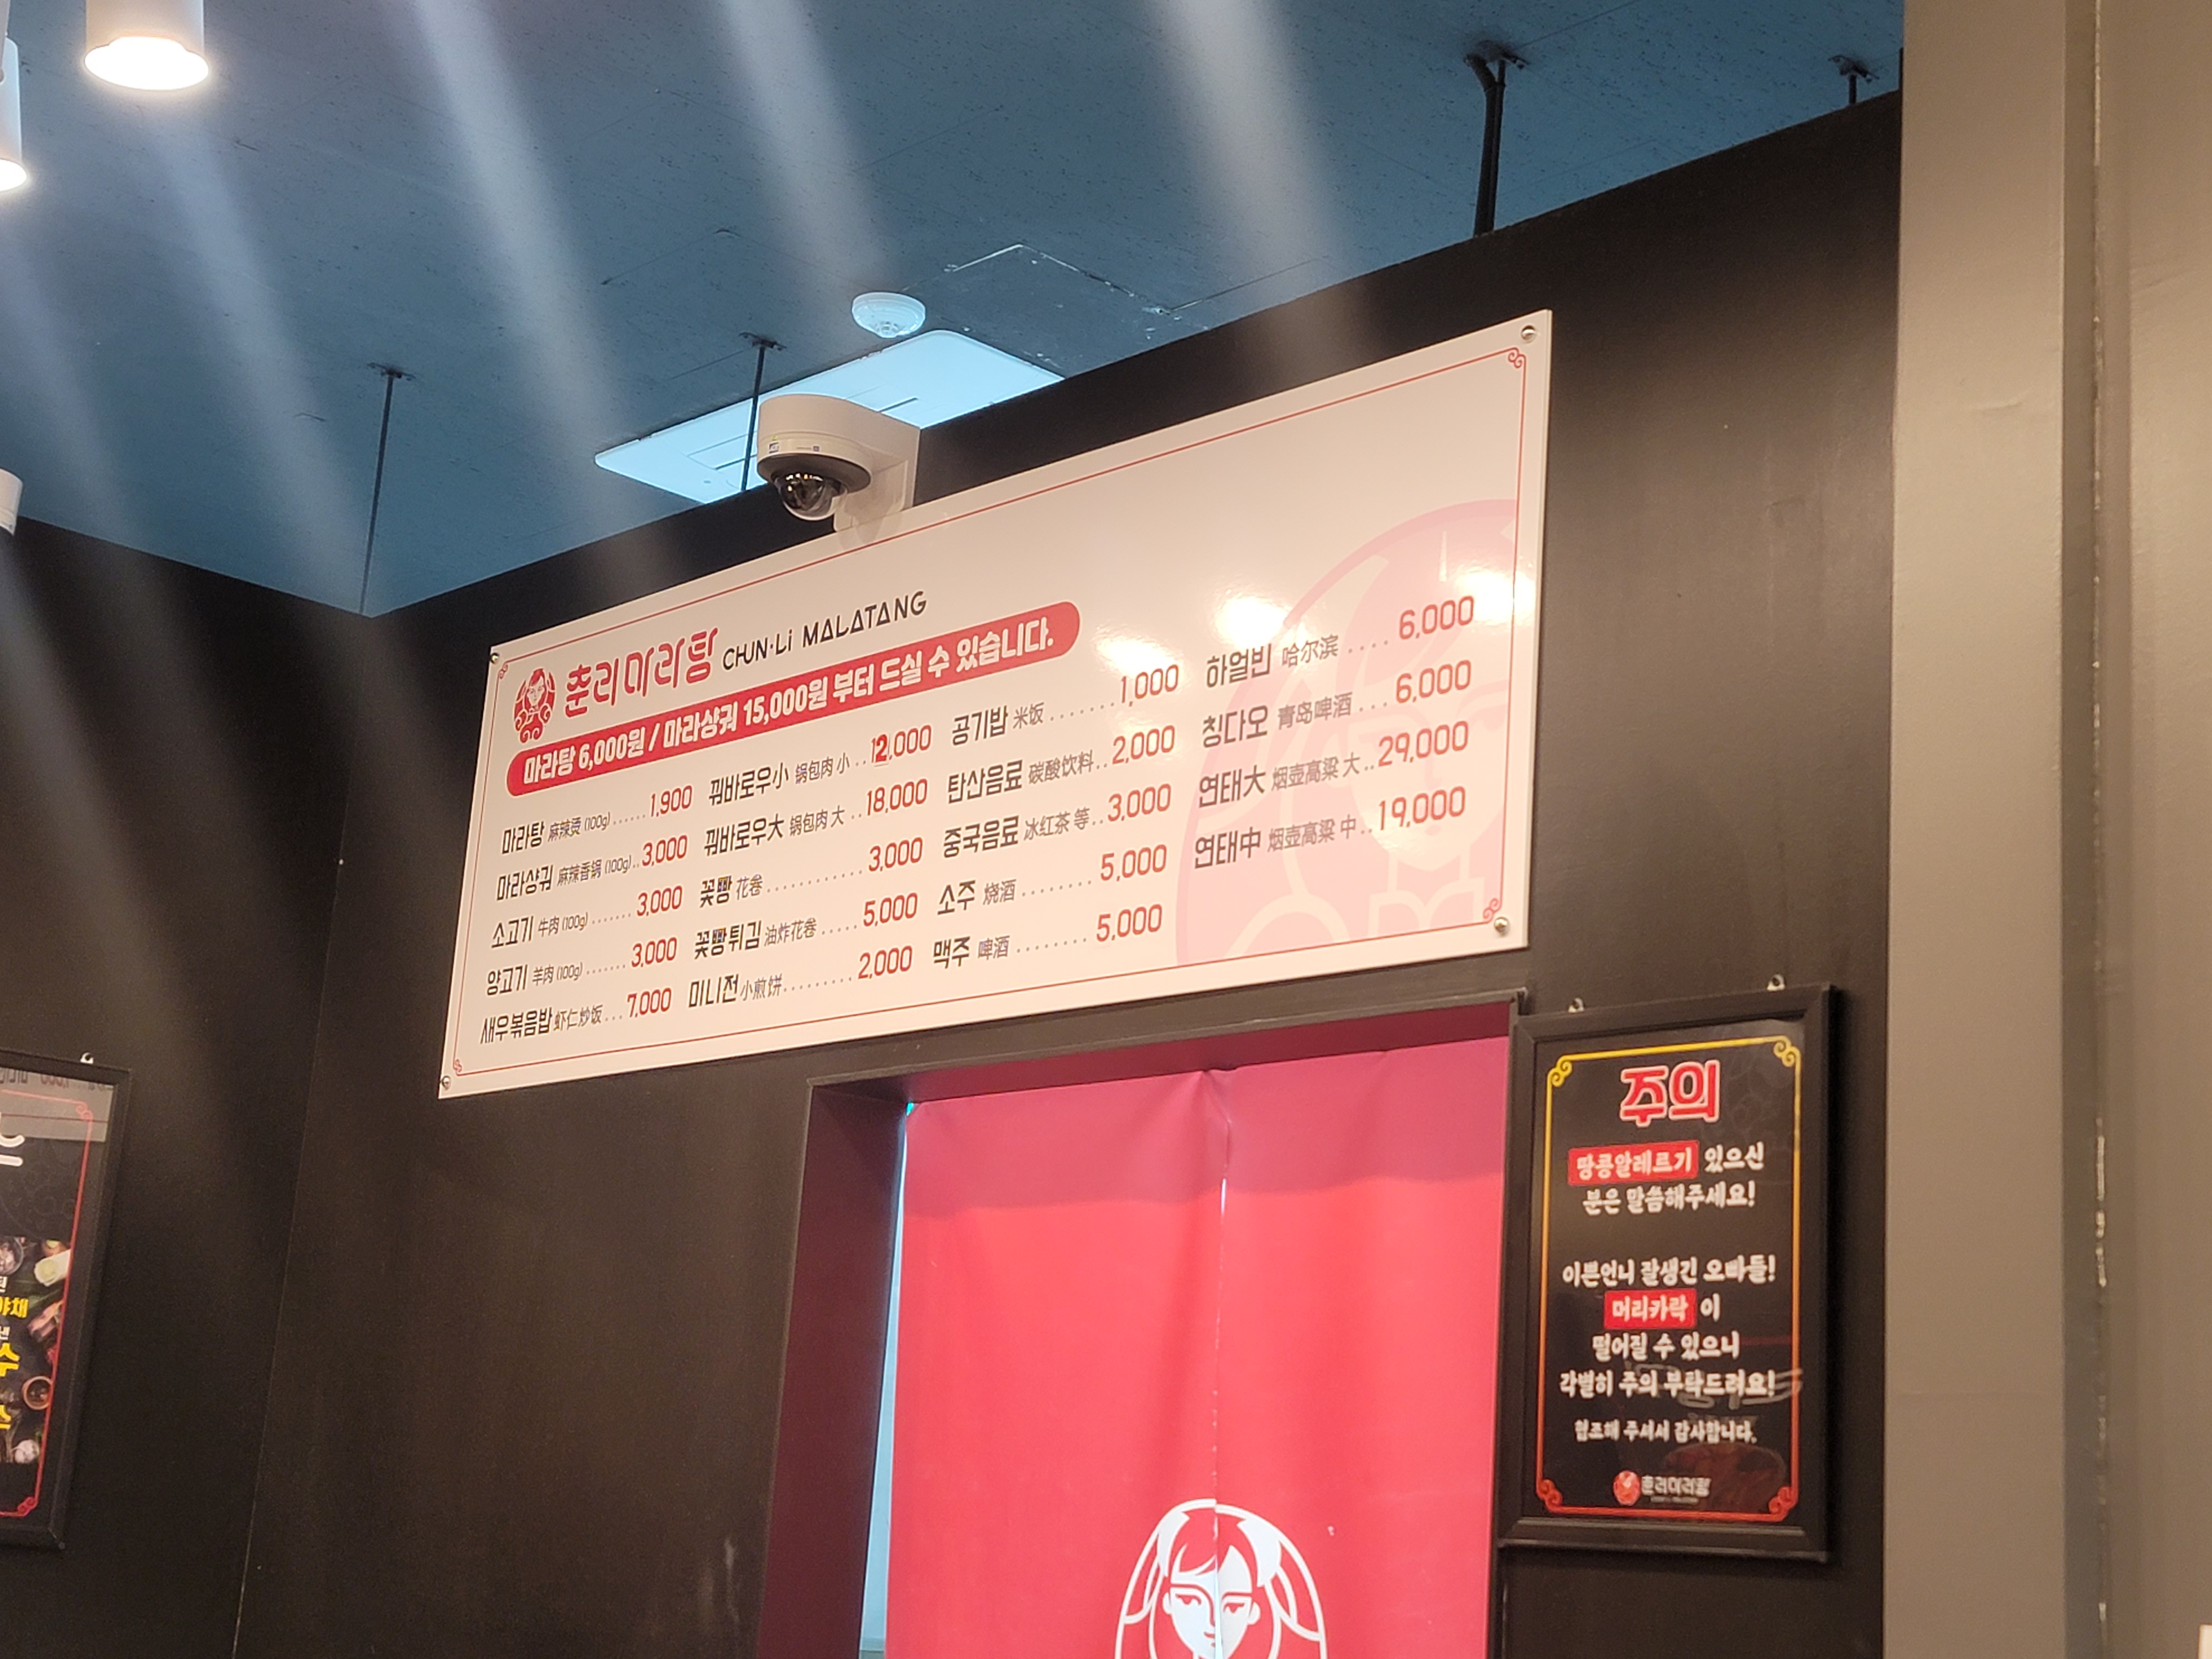 춘리마라탕 CHUN·Li MALATANG
마라탕 6,000원 / 마라샹궈 15,000원 부터 드실 수 있습니다.
마라탕 麻辣烫 (100g) ...... 1,900
마라샹궈 麻辣香锅 (100g) .. 3,000
소고기 牛肉 (100g) ....... 3,000
양고기 羊肉 (100g) ....... 3,000
새우볶음밥 虾仁炒饭 ... 7,000
꿔바로우小 锅包肉 小 .. 12,000
꿔바로우大 锅包肉 大 .. 18,000
꽃빵 花卷 ............ 3,000
꽃빵튀김 油炸花卷 ..... 5,000
미니전 小煎饼 ......... 2,000
공기밥 米饭 ....... 1,000
탄산음료 碳酸饮料 .. 2,000
중국음료 冰红茶 等 .. 3,000
소주 烧酒 ........ 5,000
맥주 啤酒 ........ 5,000
하얼빈 哈尔滨 .... 6,000
칭다오 青岛啤酒 ... 6,000
연태大 烟壶高粱 大 .. 29,000
연태中 烟壶高粱 中 .. 19,000
주의
땅콩알레르기 있으신
분은 말씀해주세요!
이쁜언니 잘생긴 오빠들!
머리카락 이
떨어질 수 있으니
각별히 주의 부탁드려요!
협조해 주셔서 감사합니다.
춘리마라탕
야채
수
스